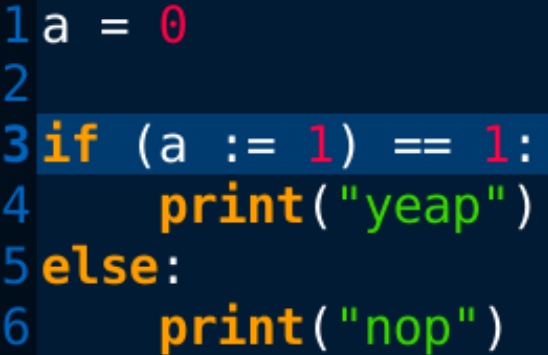 1 a = 0
2
3 if (a := 1) == 1:
4     print("yeap")
5 else:
6     print("nop")